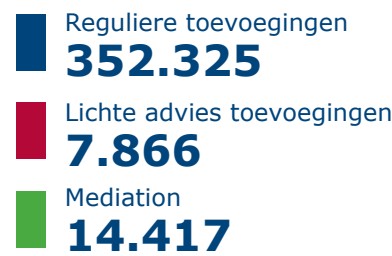 Reguliere toevoegingen
352.325
Lichte advies toevoegingen
7.866
Mediation
14.417